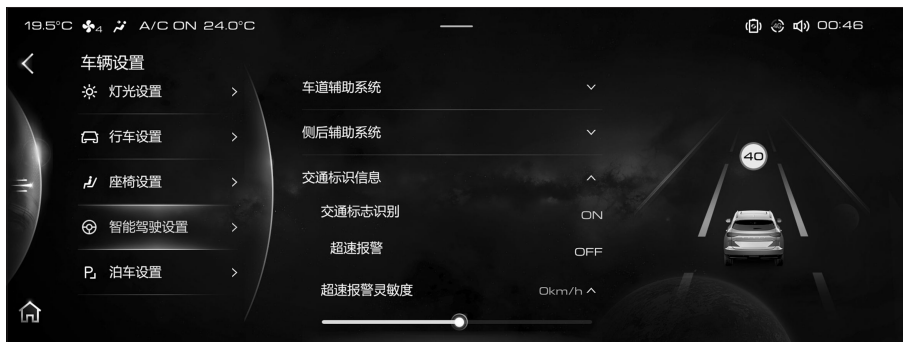 19.5°C 4 A/C ON 24.0°C 00:46
车辆设置
灯光设置
行车设置
座椅设置
智能驾驶设置
泊车设置
车道辅助系统
侧后辅助系统
交通标识信息
交通标志识别 ON
超速报警 OFF
超速报警灵敏度 0km/h
40